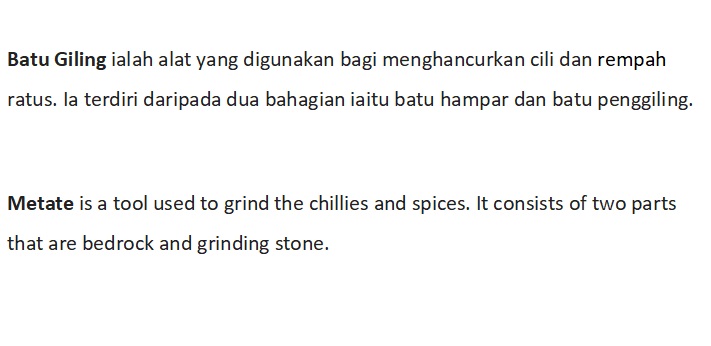 Batu Giling ialah alat yang digunakan bagi menghancurkan cili dan rempah
ratus. Ia terdiri daripada dua bahagian iaitu batu hampar dan batu penggiling.
Metate is a tool used to grind the chillies and spices. It consists of two parts
that are bedrock and grinding stone.